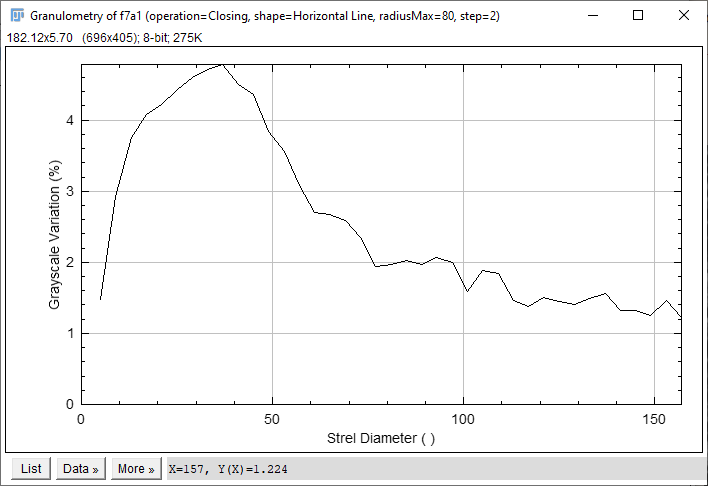 Granulometry of f7a1 (operation=Closing, shape=Horizontal Line, radiusMax=80, step=2)
182.12x5.70 (696x405); 8-bit; 275K
4
3
2
1
0
Grayscale Variation (%)
0 50 100 150
Strel Diameter ( )
List Data » More » X=157, Y(X)=1.224